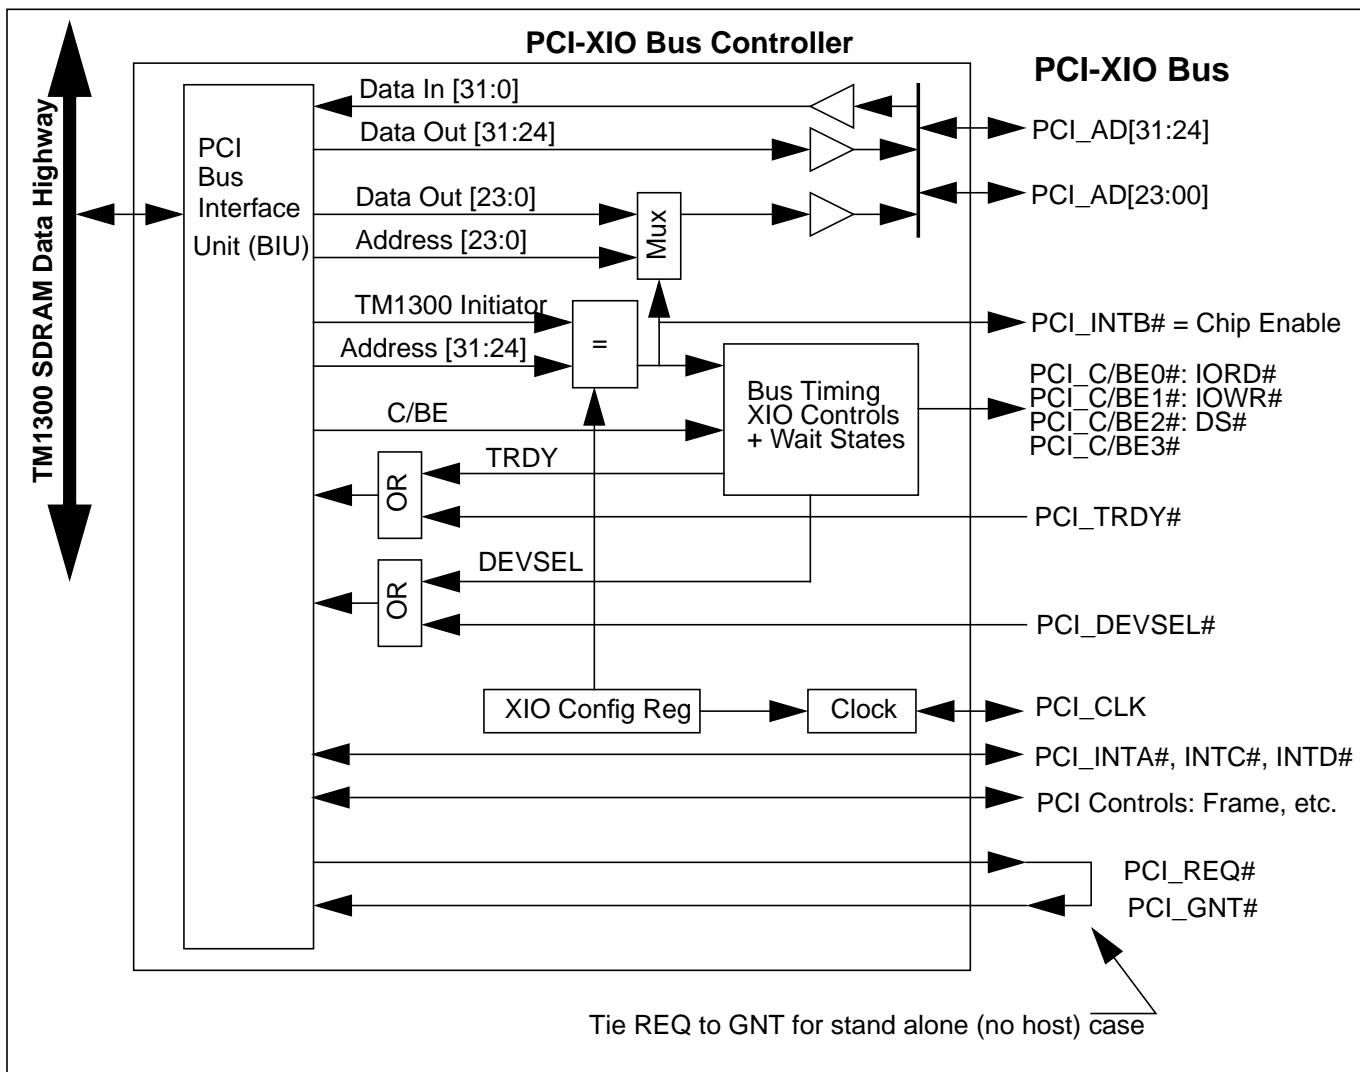 PCI-XIO Bus Controller
PCI-XIO Bus
TM1300 SDRAM Data Highway
PCI
Bus
Interface
Unit (BIU)
Data In [31:0]
Data Out [31:24]
Data Out [23:0]
Address [23:0]
Mux
TM1300 Initiator
Address [31:24]
=
C/BE
Bus Timing
XIO Controls
+ Wait States
TRDY
OR
DEVSEL
OR
XIO Config Reg
Clock
PCI_AD[31:24]
PCI_AD[23:00]
PCI_INTB# = Chip Enable
PCI_C/BE0#: IORD#
PCI_C/BE1#: IOWR#
PCI_C/BE2#: DS#
PCI_C/BE3#
PCI_TRDY#
PCI_DEVSEL#
PCI_CLK
PCI_INTA#, INTC#, INTD#
PCI Controls: Frame, etc.
PCI_REQ#
PCI_GNT#
Tie REQ to GNT for stand alone (no host) case